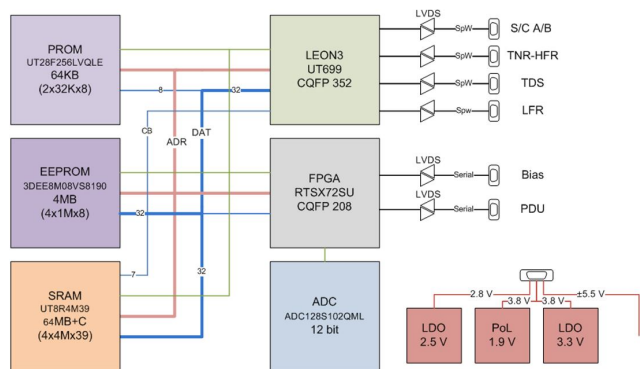 PROM
UT28F256LVQLE
64KB
(2x32Kx8)
EEPROM
3DEE8M08VS8190
4MB
(4x1Mx8)
SRAM
UT8R4M39
64MB+C
(4x4Mx39)
8
32
CB
ADR
DAT
32
32
7
LEON3
UT699
CQFP 352
FPGA
RTSX72SU
CQFP 208
ADC
ADC128S102QML
12 bit
LVDS
SpW
S/C A/B
SpW
TNR-HFR
SpW
TDS
Spw
LFR
LVDS
Serial
Bias
LVDS
Serial
PDU
2.8 V
3.8 V
3.8 V
±5.5 V
LDO
2.5 V
PoL
1.9 V
LDO
3.3 V